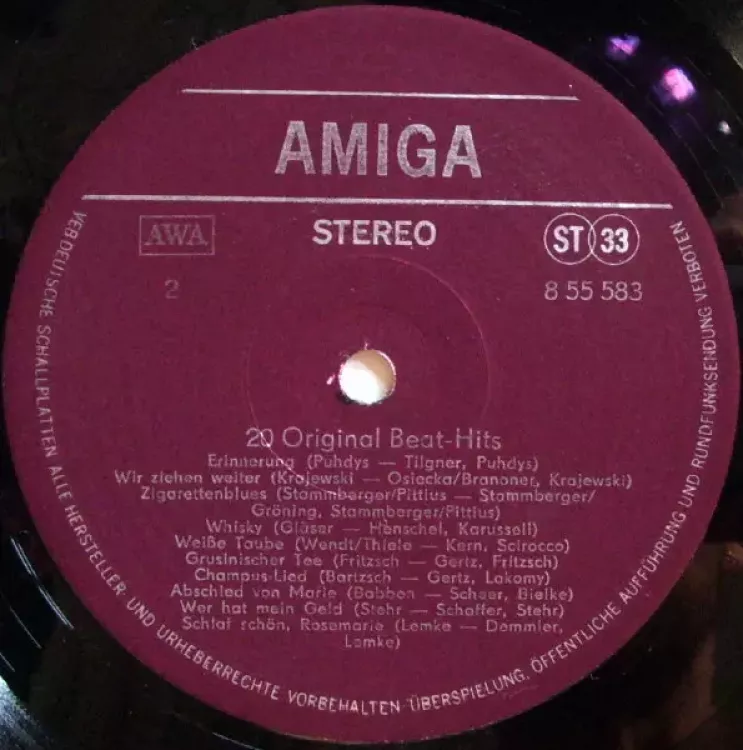 AMIGA
AWA
STEREO
ST 33
2
8 55 583
20 Original Beat-Hits
Erinnerung (Puhdys — Tilgner, Puhdys)
Wir ziehen weiter (Krajewski — Osiecka/Branoner, Krajewski)
Zigarettenblues (Stammberger/Pittius — Stammberger/
Gröning, Stammberger/Pittius)
Whisky (Gläser — Henschel, Karussell)
Weiße Taube (Wendt/Thiele — Kern, Scirocco)
Grusinischer Tee (Fritzsch — Gertz, Fritzsch)
Champus-Lied (Bartzsch — Gertz, Lakomy)
Abschied von Marie (Babben — Scheer, Bielke)
Wer hat mein Geld (Stehr — Schaffer, Stehr)
Schlaf schön, Rosemarie (Lemke — Demmler,
Lemke)
VEB DEUTSCHE SCHALLPLATTEN ALLE HERSTELLER- UND URHEBERRECHTE VORBEHALTEN · ÜBERSPIELUNG, ÖFFENTLICHE AUFFÜHRUNG UND RUNDFUNKSENDUNG VERBOTEN